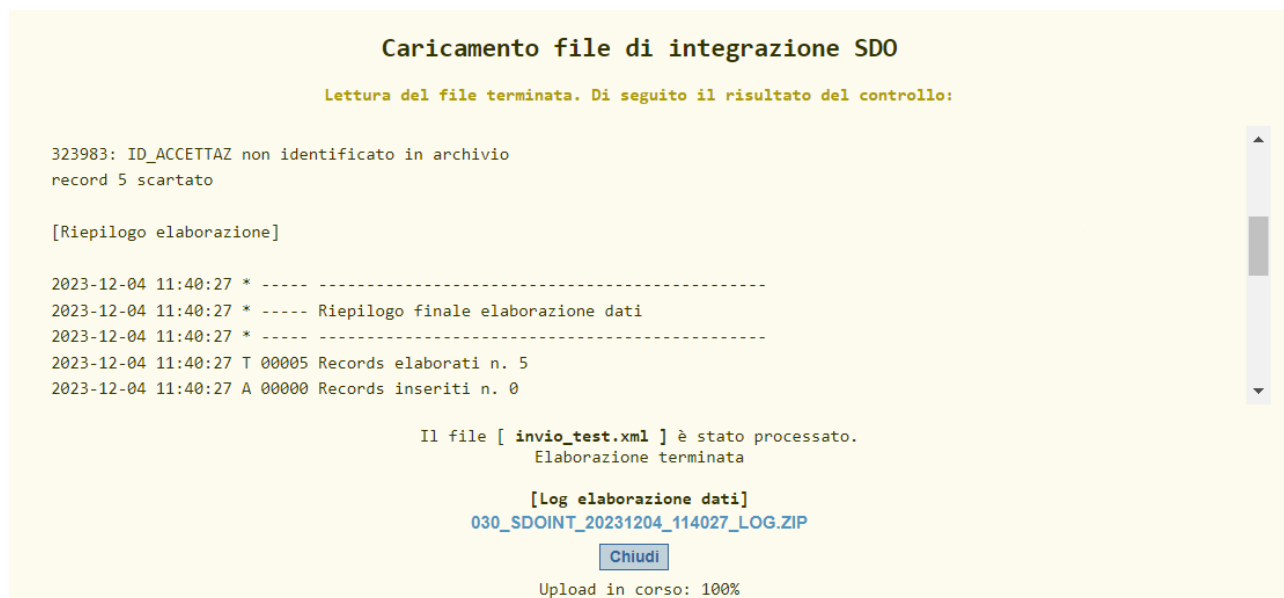 Caricamento file di integrazione SDO
Lettura del file terminata. Di seguito il risultato del controllo:
323983: ID_ACCETTAZ non identificato in archivio
record 5 scartato
[Riepilogo elaborazione]
2023-12-04 11:40:27 * ----- -----------------------------------------------
2023-12-04 11:40:27 * ----- Riepilogo finale elaborazione dati
2023-12-04 11:40:27 * ----- -----------------------------------------------
2023-12-04 11:40:27 T 00005 Records elaborati n. 5
2023-12-04 11:40:27 A 00000 Records inseriti n. 0
Il file [ invio_test.xml ] è stato processato.
Elaborazione terminata
[Log elaborazione dati]
030_SDOINT_20231204_114027_LOG.ZIP
Chiudi
Upload in corso: 100%